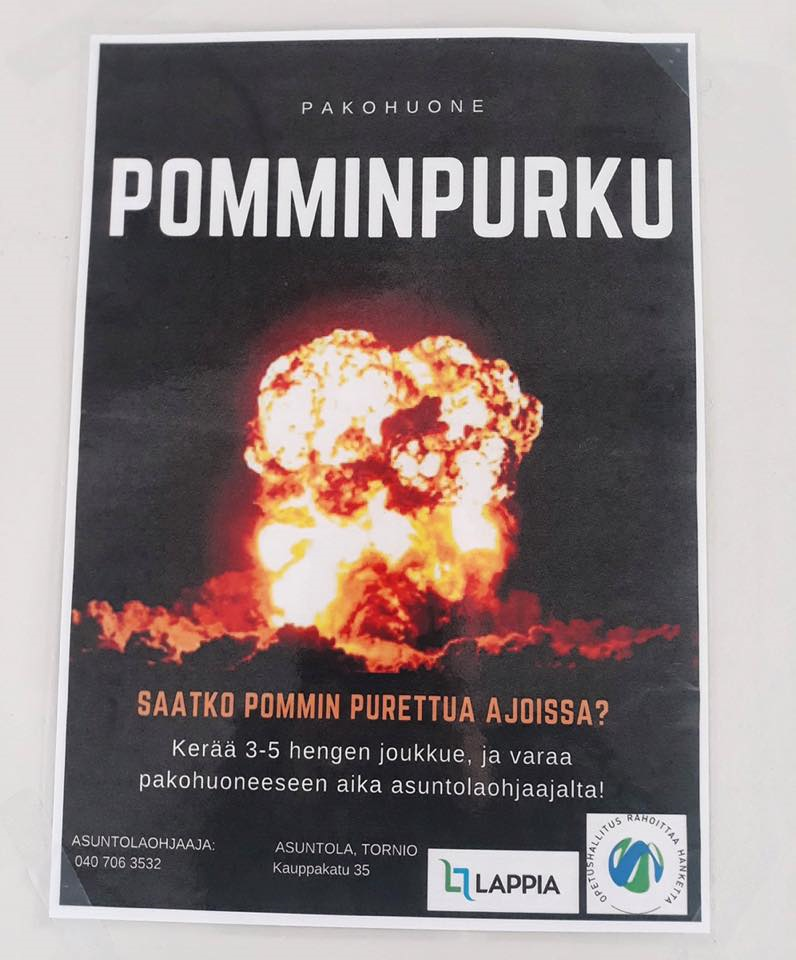 PAKOHUONE
POMMINPURKU
SAATKO POMMIN PURETTUA AJOISSA?
Kerää 3-5 hengen joukkue, ja varaa
pakohuoneeseen aika asuntolaohjaajalta!
ASUNTOLAOHJAAJA:
040 706 3532
ASUNTOLA, TORNIO
Kauppakatu 35
LAPPIA
OPETUSHALLITUS RAHOITTAA HANKETTA